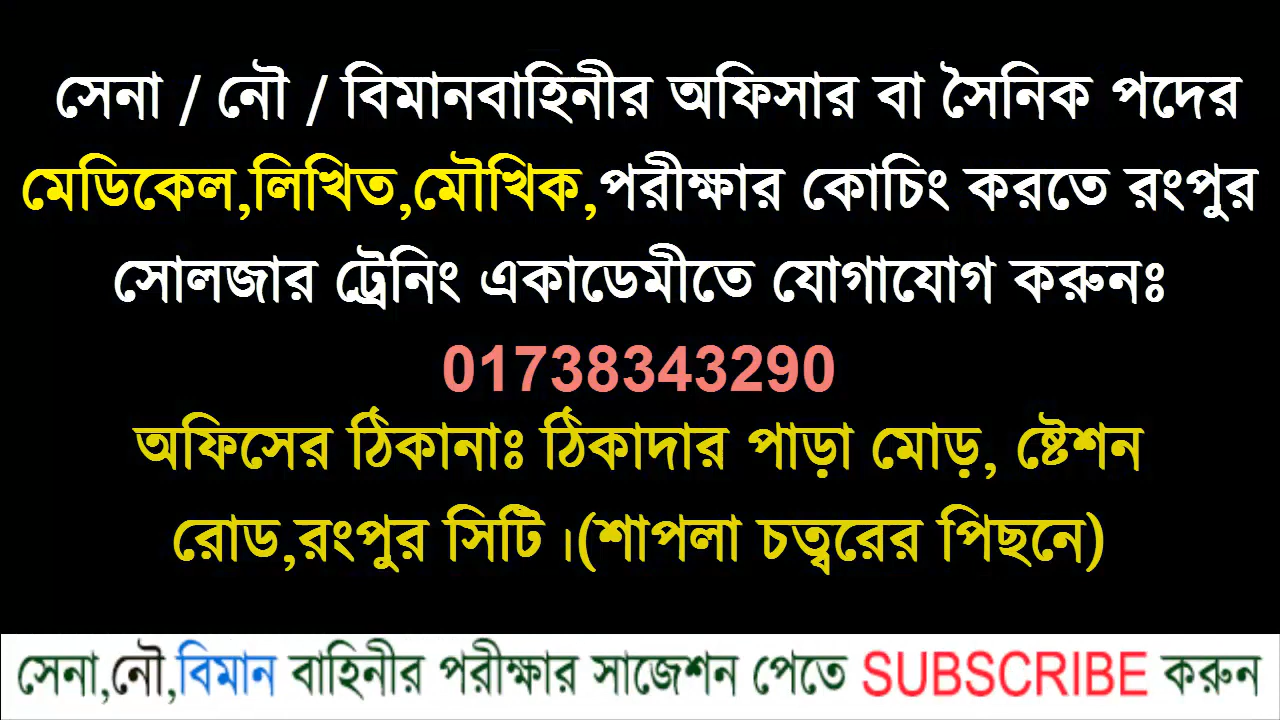 সেনা / নৌ / বিমানবাহিনীর অফিসার বা সৈনিক পদের
মেডিকেল,লিখিত,মৌখিক,পরীক্ষার কোচিং করতে রংপুর
সোলজার ট্রেনিং একাডেমীতে যোগাযোগ করুনঃ
01738343290
অফিসের ঠিকানাঃ ঠিকাদার পাড়া মোড়, ষ্টেশন
রোড,রংপুর সিটি।(শাপলা চত্বরের পিছনে)
সেনা,নৌ,বিমান বাহিনীর পরীক্ষার সাজেশন পেতে SUBSCRIBE করুন